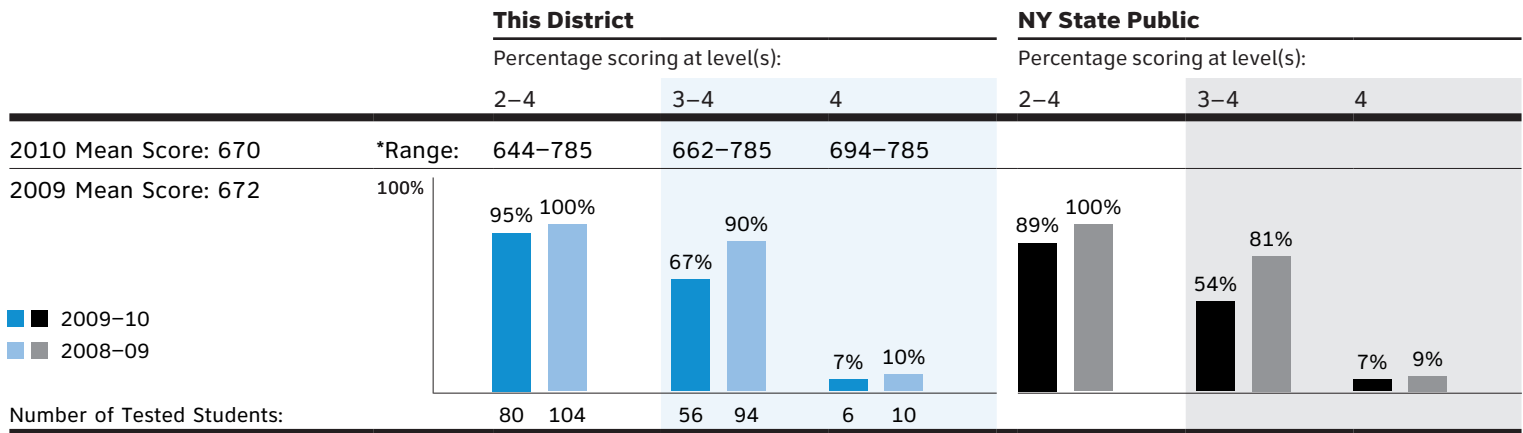 This District NY State Public
Percentage scoring at level(s): Percentage scoring at level(s):
2–4 3–4 4 2–4 3–4 4
2010 Mean Score: 670 *Range: 644–785 662–785 694–785
2009 Mean Score: 672 100%
95% 100% 90% 67% 7% 10% 89% 100% 81% 54% 7% 9%
2009–10
2008–09
Number of Tested Students: 80 104 56 94 6 10